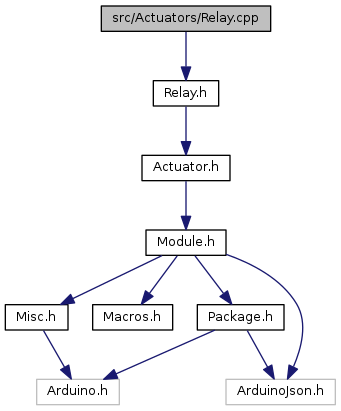 src/Actuators/Relay.cpp
Relay.h
Actuator.h
Module.h
Misc.h
Macros.h
Package.h
Arduino.h
ArduinoJson.h